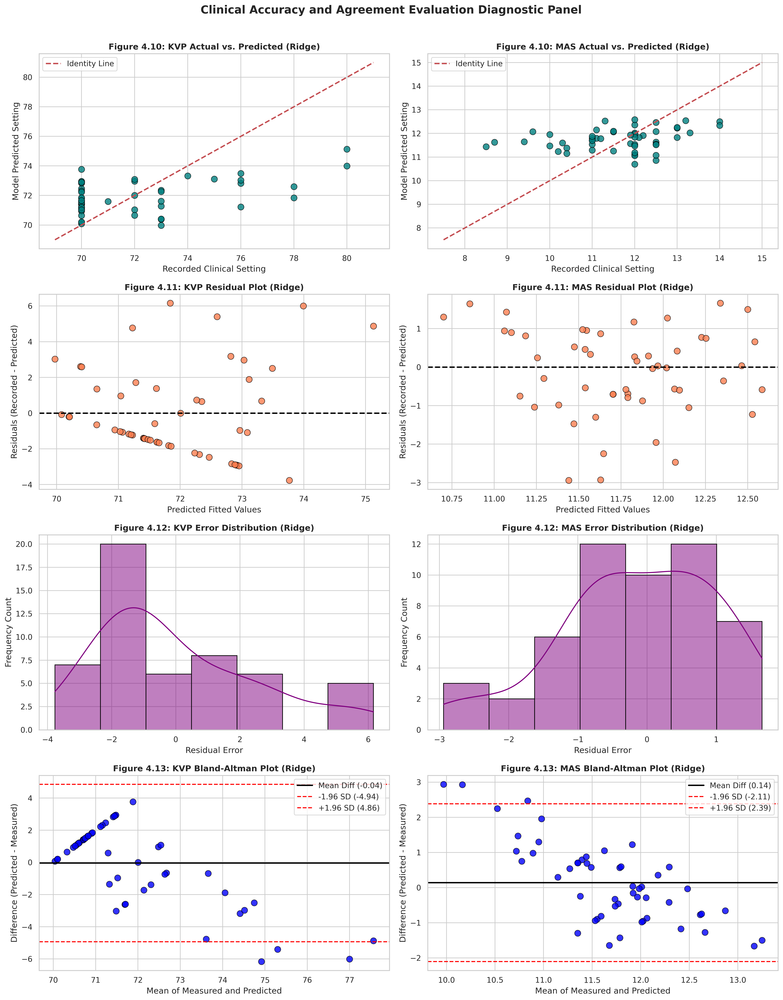 Clinical Accuracy and Agreement Evaluation Diagnostic Panel
Figure 4.10: KVP Actual vs. Predicted (Ridge)
Identity Line
80
78
76
74
72
70
Model Predicted Setting
70 72 74 76 78 80
Recorded Clinical Setting
Figure 4.10: MAS Actual vs. Predicted (Ridge)
Identity Line
15
14
13
12
11
10
9
8
Model Predicted Setting
8 9 10 11 12 13 14 15
Recorded Clinical Setting
Figure 4.11: KVP Residual Plot (Ridge)
6
4
2
0
−2
−4
Residuals (Recorded - Predicted)
70 71 72 73 74 75
Predicted Fitted Values
Figure 4.11: MAS Residual Plot (Ridge)
1
0
−1
−2
−3
Residuals (Recorded - Predicted)
10.75 11.00 11.25 11.50 11.75 12.00 12.25 12.50
Predicted Fitted Values
Figure 4.12: KVP Error Distribution (Ridge)
20.0
17.5
15.0
12.5
10.0
7.5
5.0
2.5
0.0
Frequency Count
−4 −2 0 2 4 6
Residual Error
Figure 4.12: MAS Error Distribution (Ridge)
12
10
8
6
4
2
0
Frequency Count
−3 −2 −1 0 1
Residual Error
Figure 4.13: KVP Bland-Altman Plot (Ridge)
Mean Diff (-0.04)
-1.96 SD (-4.94)
+1.96 SD (4.86)
4
2
0
−2
−4
−6
Difference (Predicted - Measured)
70 71 72 73 74 75 76 77
Mean of Measured and Predicted
Figure 4.13: MAS Bland-Altman Plot (Ridge)
Mean Diff (0.14)
-1.96 SD (-2.11)
+1.96 SD (2.39)
3
2
1
0
−1
−2
Difference (Predicted - Measured)
10.0 10.5 11.0 11.5 12.0 12.5 13.0
Mean of Measured and Predicted